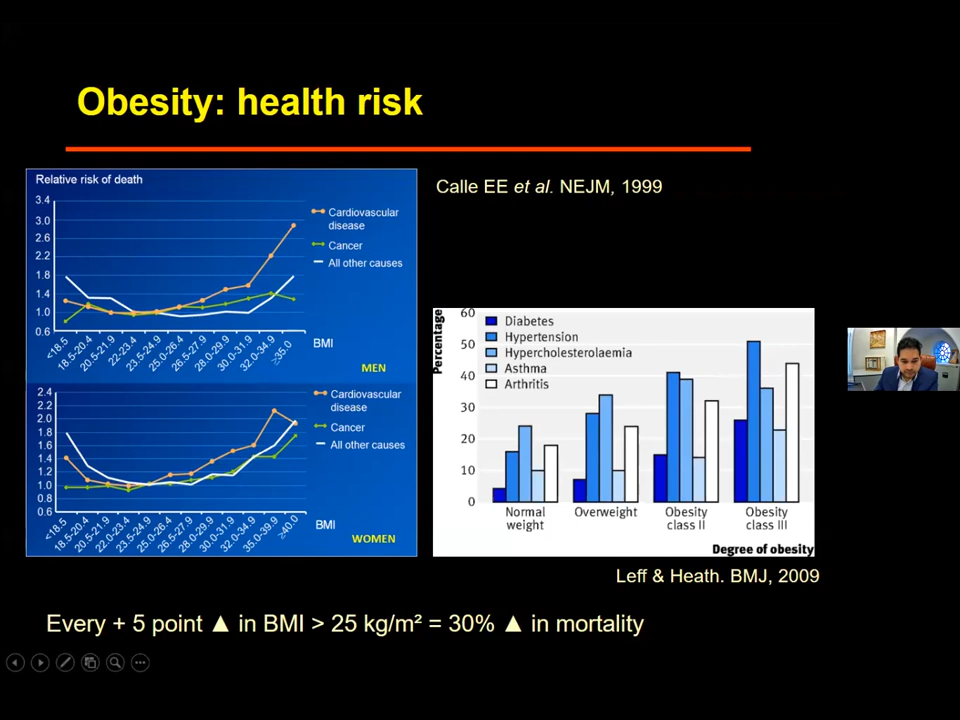 Obesity: health risk
Relative risk of death
3.4
3.0
2.6
2.2
1.8
1.4
1.0
0.6
Cardiovascular
disease
Cancer
All other causes
<18.5
18.5-20.4
20.5-21.9
22-23.4
23.5-24.9
25.0-26.4
26.5-27.9
28.0-29.9
30.0-31.9
32.0-34.9
≥35.0
BMI
MEN
2.4
2.2
2.0
1.8
1.6
1.4
1.2
1.0
0.8
0.6
Cardiovascular
disease
Cancer
All other causes
<18.5
18.5-20.4
20.5-21.9
22.0-23.4
23.5-24.9
25.0-26.4
26.5-27.9
28.0-29.9
30.0-31.9
32.0-34.9
35.0-39.9
≥40.0
BMI
WOMEN
Calle EE et al. NEJM, 1999
Percentage
60
50
40
30
20
10
0
Diabetes
Hypertension
Hypercholesterolaemia
Asthma
Arthritis
Normal
weight
Overweight
Obesity
class II
Obesity
class III
Degree of obesity
Leff & Heath. BMJ, 2009
Every + 5 point ▲ in BMI > 25 kg/m² = 30% ▲ in mortality